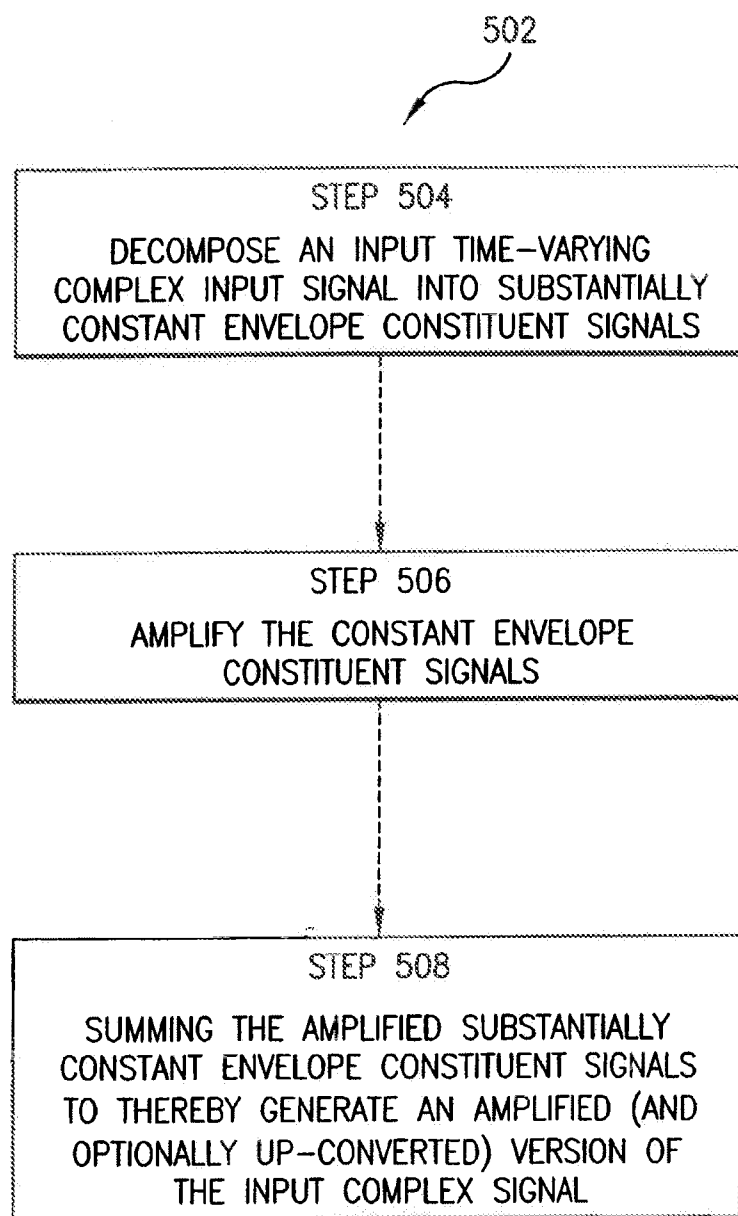 502
STEP 504
DECOMPOSE AN INPUT TIME-VARYING
COMPLEX INPUT SIGNAL INTO SUBSTANTIALLY
CONSTANT ENVELOPE CONSTITUENT SIGNALS
STEP 506
AMPLIFY THE CONSTANT ENVELOPE
CONSTITUENT SIGNALS
STEP 508
SUMMING THE AMPLIFIED SUBSTANTIALLY
CONSTANT ENVELOPE CONSTITUENT SIGNALS
TO THEREBY GENERATE AN AMPLIFIED (AND
OPTIONALLY UP-CONVERTED) VERSION OF
THE INPUT COMPLEX SIGNAL